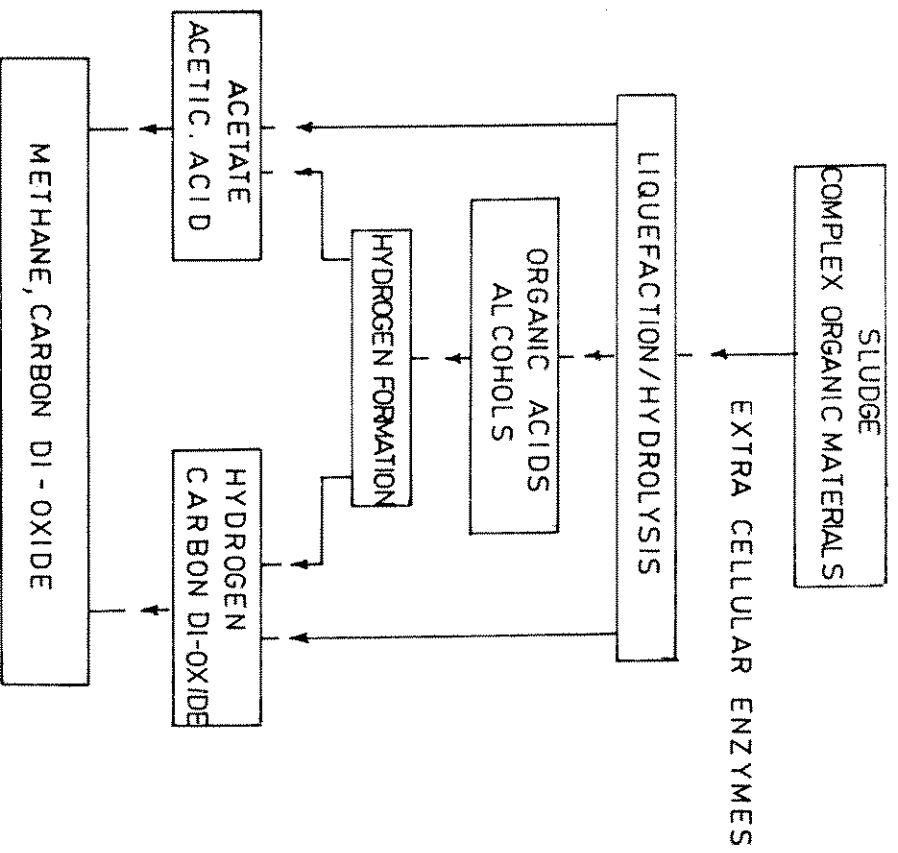 SLUDGE
COMPLEX ORGANIC MATERIALS
EXTRA CELLULAR ENZYMES
LIQUEFACTION/HYDROLYSIS
ORGANIC ACIDS
ALCOHOLS
HYDROGEN FORMATION
ACETATE
ACETIC. ACID
HYDROGEN
CARBON DI-OXIDE
METHANE, CARBON DI-OXIDE